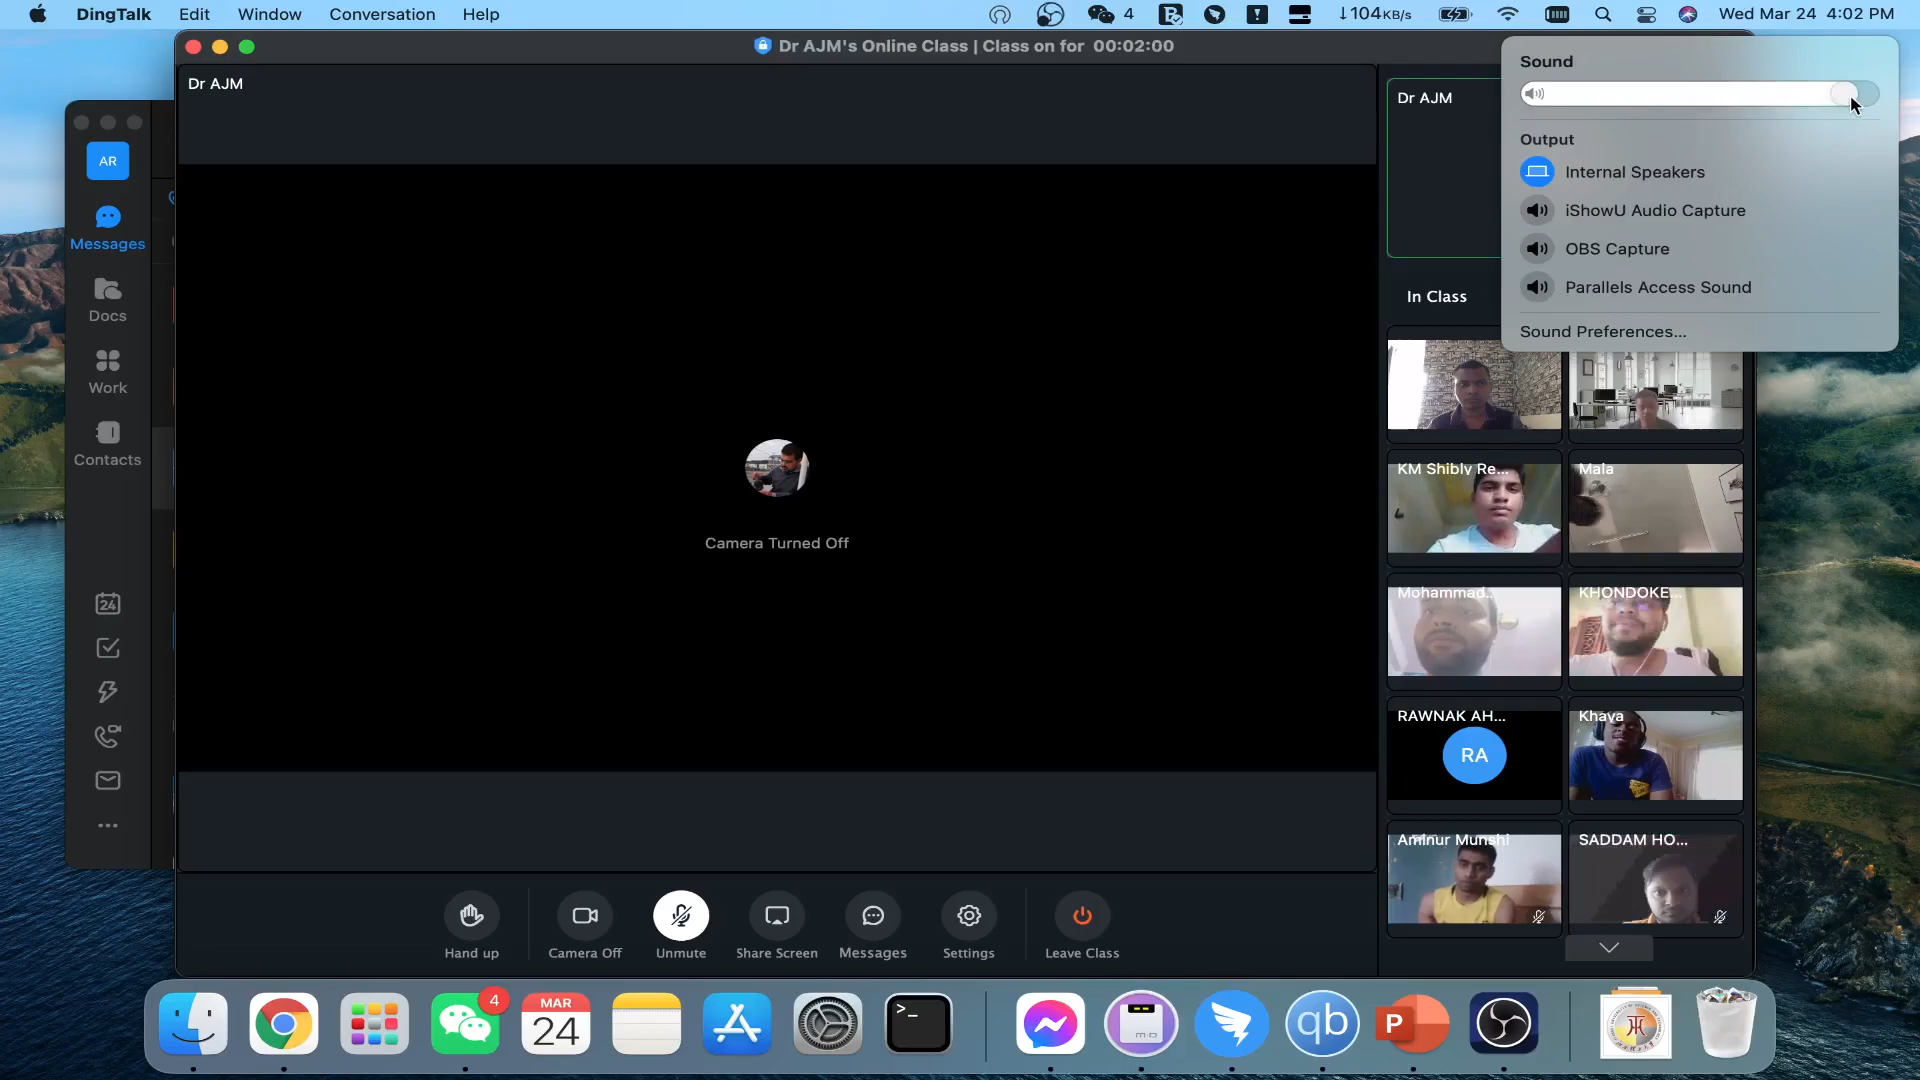 DingTalk Edit Window Conversation Help
4
↓104KB/s
Wed Mar 24 4:02 PM
Dr AJM's Online Class | Class on for 00:02:00
Dr AJM
Dr AJM
In Class
Sound
Output
Internal Speakers
iShowU Audio Capture
OBS Capture
Parallels Access Sound
Sound Preferences...
AR
Messages
Docs
Work
Contacts
24
Camera Turned Off
KM Shibly Re...
Mala
Mohammad...
KHONDOKE...
RAWNAK AH...
RA
Khaya
Aminur Munshi
SADDAM HO...
Hand up
Camera Off
Unmute
Share Screen
Messages
Settings
Leave Class
4
MAR
24
>_
qb
P